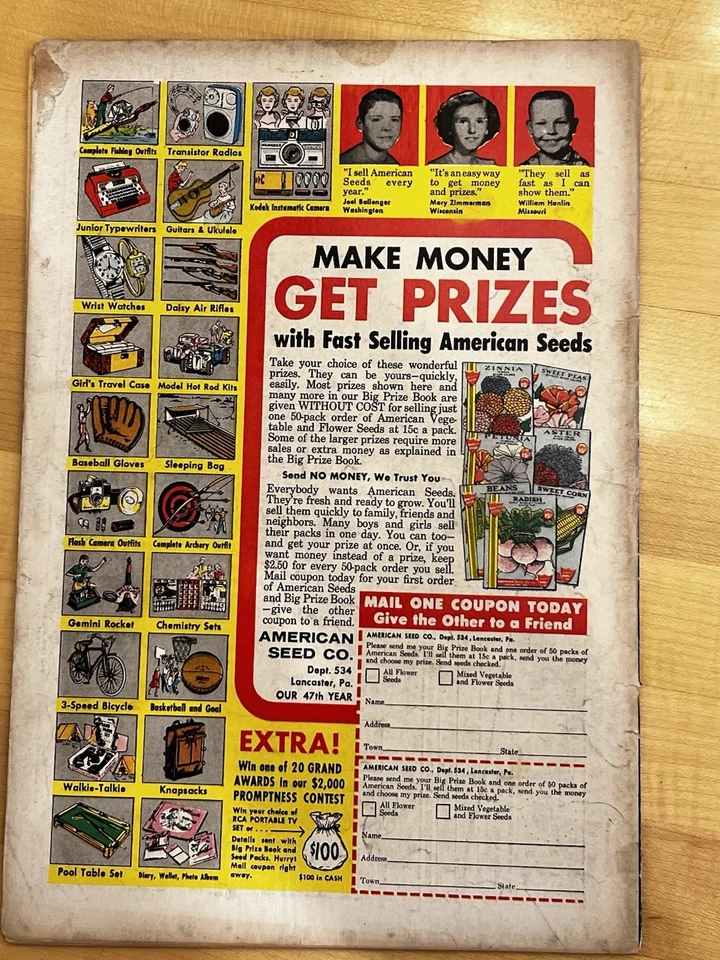 Complete Fishing Outfits
Transistor Radios
Kodak Instamatic Camera
"I sell American
Seeds every
year."
Joel Ballenger
Washington
"It's an easy way
to get money
and prizes."
Mary Zimmerman
Wisconsin
"They sell as
fast as I can
show them."
William Hanlin
Missouri
Junior Typewriters
Guitars & Ukulele
Wrist Watches
Daisy Air Rifles
Girl's Travel Case
Model Hot Rod Kits
Baseball Gloves
Sleeping Bag
Flash Camera Outfits
Complete Archery Outfit
Gemini Rocket
Chemistry Sets
3-Speed Bicycle
Basketball and Goal
Walkie-Talkie
Knapsacks
Pool Table Set
Diary, Wallet, Photo Album
MAKE MONEY
GET PRIZES
with Fast Selling American Seeds
Take your choice of these wonderful
prizes. They can be yours—quickly,
easily. Most prizes shown here and
many more in our Big Prize Book are
given WITHOUT COST for selling just
one 50-pack order of American Vege-
table and Flower Seeds at 15c a pack.
Some of the larger prizes require more
sales or extra money as explained in
the Big Prize Book.
Send NO MONEY, We Trust You
Everybody wants American Seeds.
They're fresh and ready to grow. You'll
sell them quickly to family, friends and
neighbors. Many boys and girls sell
their packs in one day. You can too—
and get your prize at once. Or, if you
want money instead of a prize, keep
$2.50 for every 50-pack order you sell.
Mail coupon today for your first order
of American Seeds
and Big Prize Book
—give the other
coupon to a friend.
ZINNIA
SWEET PEAS
PETUNIA
ASTER
BEANS
SWEET CORN
RADISH
AMERICAN
SEED CO.
Dept. 534
Lancaster, Pa.
OUR 47th YEAR
MAIL ONE COUPON TODAY
Give the Other to a Friend
AMERICAN SEED CO., Dept. 534, Lancaster, Pa.
Please send me your Big Prize Book and one order of 50 packs of
American Seeds. I'll sell them at 15c a pack, send you the money
and choose my prize. Send seeds checked.
All Flower
Seeds
Mixed Vegetable
and Flower Seeds
Name
Address
Town State
AMERICAN SEED CO., Dept. 534, Lancaster, Pa.
Please send me your Big Prize Book and one order of 50 packs of
American Seeds. I'll sell them at 15c a pack, send you the money
and choose my prize. Send seeds checked.
All Flower
Seeds
Mixed Vegetable
and Flower Seeds
Name
Address
Town State
EXTRA!
Win one of 20 GRAND
AWARDS in our $2,000
PROMPTNESS CONTEST
Win your choice of
RCA PORTABLE TV
SET or . . . .
Details sent with
Big Prize Book and
Seed Packs. Hurry!
Mail coupon right
away.
$100
$100 in CASH